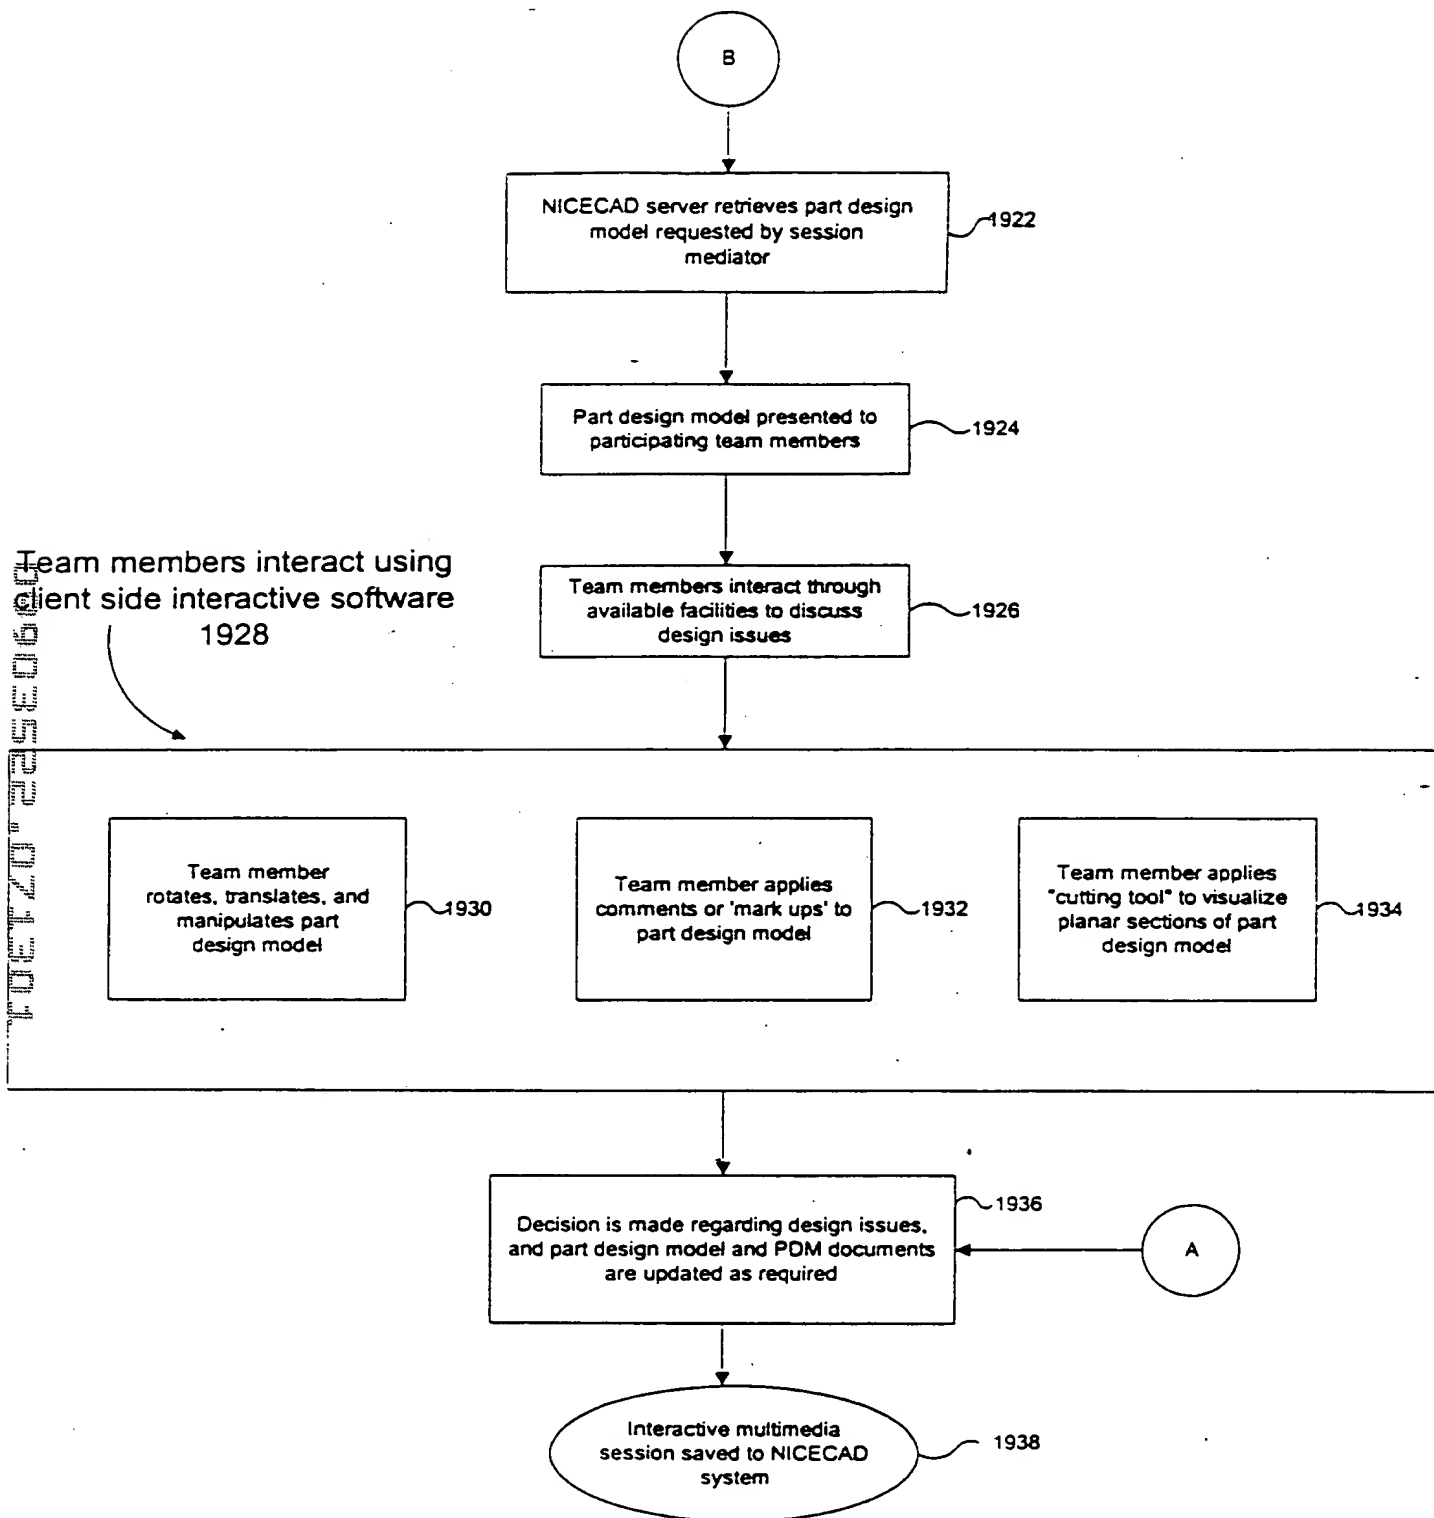 B
NICECAD server retrieves part design
model requested by session
mediator
1922
Part design model presented to
participating team members
1924
Team members interact using
client side interactive software
1928
Team members interact through
available facilities to discuss
design issues
1926
Team member
rotates, translates, and
manipulates part
design model
1930
Team member applies
comments or 'mark ups' to
part design model
1932
Team member applies
"cutting tool" to visualize
planar sections of part
design model
1934
Decision is made regarding design issues,
and part design model and PDM documents
are updated as required
1936
A
Interactive multimedia
session saved to NICECAD
system
1938